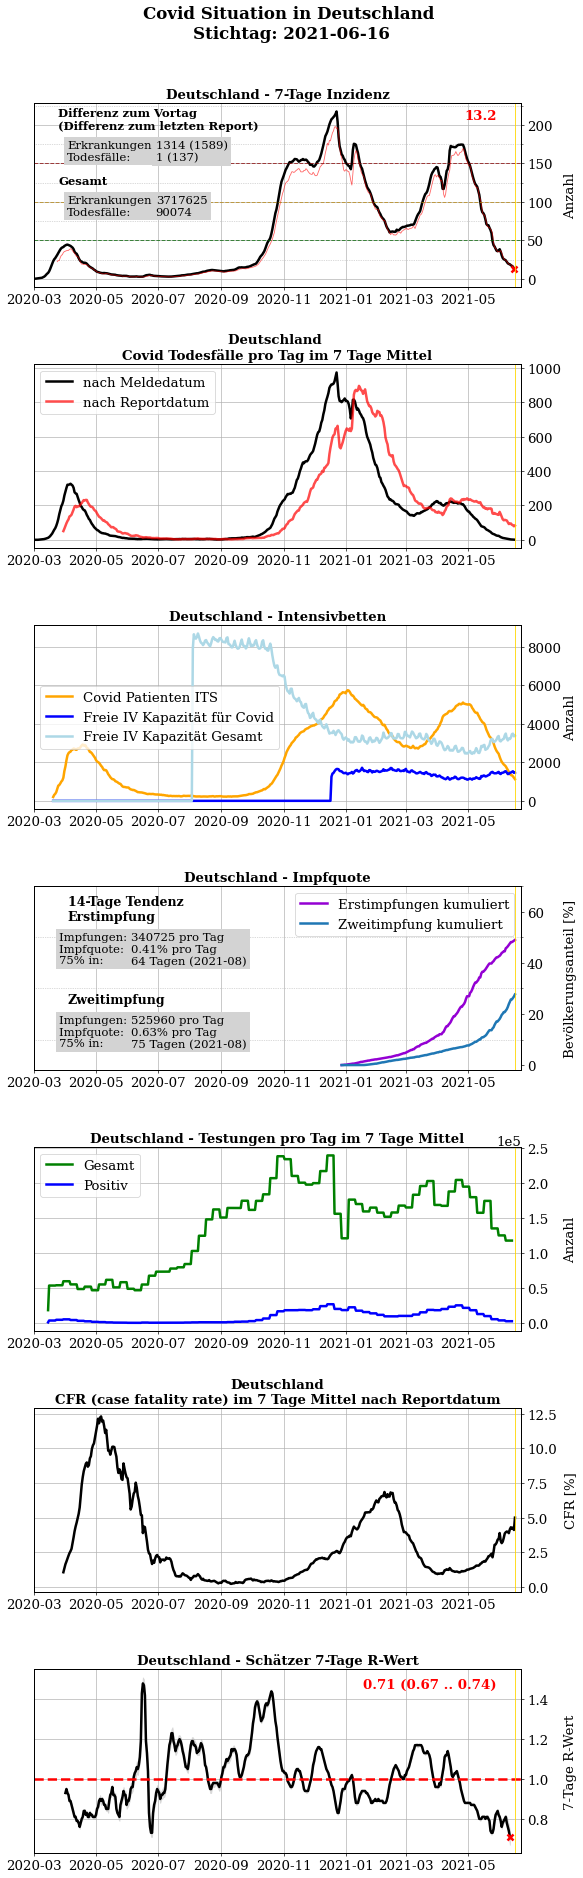 Covid Situation in Deutschland
Stichtag: 2021-06-16
Deutschland - 7-Tage Inzidenz
Differenz zum Vortag
(Differenz zum letzten Report)
Erkrankungen 1314 (1589)
Todesfälle: 1 (137)
Gesamt
Erkrankungen 3717625
Todesfälle: 90074
13.2
200
150
100
50
0
Anzahl
2020-03 2020-05 2020-07 2020-09 2020-11 2021-01 2021-03 2021-05
Deutschland
Covid Todesfälle pro Tag im 7 Tage Mittel
nach Meldedatum
nach Reportdatum
1000
800
600
400
200
0
2020-03 2020-05 2020-07 2020-09 2020-11 2021-01 2021-03 2021-05
Deutschland - Intensivbetten
Covid Patienten ITS
Freie IV Kapazität für Covid
Freie IV Kapazität Gesamt
8000
6000
4000
2000
0
Anzahl
2020-03 2020-05 2020-07 2020-09 2020-11 2021-01 2021-03 2021-05
Deutschland - Impfquote
14-Tage Tendenz
Erstimpfung
Impfungen: 340725 pro Tag
Impfquote: 0.41% pro Tag
75% in: 64 Tagen (2021-08)
Zweitimpfung
Impfungen: 525960 pro Tag
Impfquote: 0.63% pro Tag
75% in: 75 Tagen (2021-08)
Erstimpfungen kumuliert
Zweitimpfung kumuliert
60
40
20
0
Bevölkerungsanteil [%]
2020-03 2020-05 2020-07 2020-09 2020-11 2021-01 2021-03 2021-05
Deutschland - Testungen pro Tag im 7 Tage Mittel
1e5
Gesamt
Positiv
2.5
2.0
1.5
1.0
0.5
0.0
Anzahl
2020-03 2020-05 2020-07 2020-09 2020-11 2021-01 2021-03 2021-05
Deutschland
CFR (case fatality rate) im 7 Tage Mittel nach Reportdatum
12.5
10.0
7.5
5.0
2.5
0.0
CFR [%]
2020-03 2020-05 2020-07 2020-09 2020-11 2021-01 2021-03 2021-05
Deutschland - Schätzer 7-Tage R-Wert
0.71 (0.67 .. 0.74)
1.4
1.2
1.0
0.8
7-Tage R-Wert
2020-03 2020-05 2020-07 2020-09 2020-11 2021-01 2021-03 2021-05